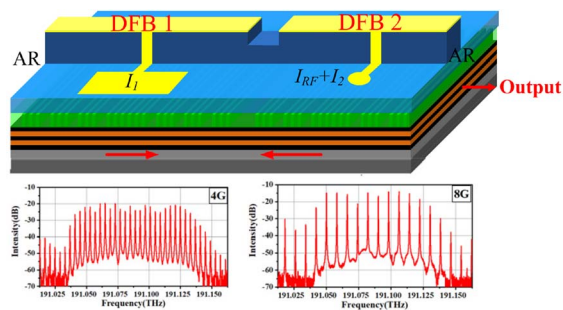 DFB 1
DFB 2
AR
AR
I1
IRF+I2
Output
-10
-20
-30
-40
-50
-60
-70
Intensity(dB)
4G
191.025 191.050 191.075 191.100 191.125 191.150
Frequency(THz)
-10
-20
-30
-40
-50
-60
-70
Intensity(dB)
8G
191.025 191.050 191.075 191.100 191.125 191.150
Frequency(THz)